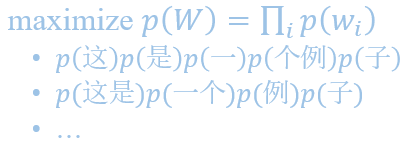 maximize p(W) = ∏ᵢ p(wᵢ)
• p(这)p(是)p(一)p(个例)p(子)
• p(这是)p(一个)p(例)p(子)
• …